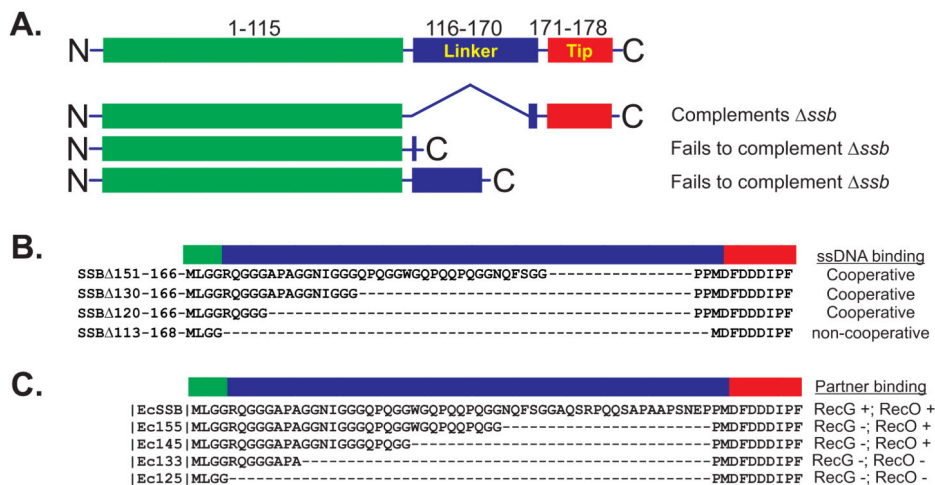 A.
1-115 116-170 171-178
N Linker Tip C
N C Complements Δssb
N C Fails to complement Δssb
N C Fails to complement Δssb
B.
ssDNA binding
SSBΔ151-166-MLGGRQGGGAPAGGNIGGGQPQGGWGQPQQPQGGNQFSGG----------------PPMDFDDDIPF Cooperative
SSBΔ130-166-MLGGRQGGGAPAGGNIGGG-------------------------------------PPMDFDDDIPF Cooperative
SSBΔ120-166-MLGGRQGGG-----------------------------------------------PPMDFDDDIPF Cooperative
SSBΔ113-168-MLGG------------------------------------------------------MDFDDDIPF non-cooperative
C.
Partner binding
|EcSSB|MLGGRQGGGAPAGGNIGGGQPQGGWGQPQQPQGGNQFSGGAQSRPQQSAPAAPSNEPPMDFDDDIPF RecG +; RecO +
|Ec155|MLGGRQGGGAPAGGNIGGGQPQGGWGQPQQPQGG-----------------------PMDFDDDIPF RecG -; RecO +
|Ec145|MLGGRQGGGAPAGGNIGGGQPQGG---------------------------------PMDFDDDIPF RecG -; RecO +
|Ec133|MLGGRQGGGAPA---------------------------------------------PMDFDDDIPF RecG -; RecO -
|Ec125|MLGG-----------------------------------------------------PMDFDDDIPF RecG -; RecO -